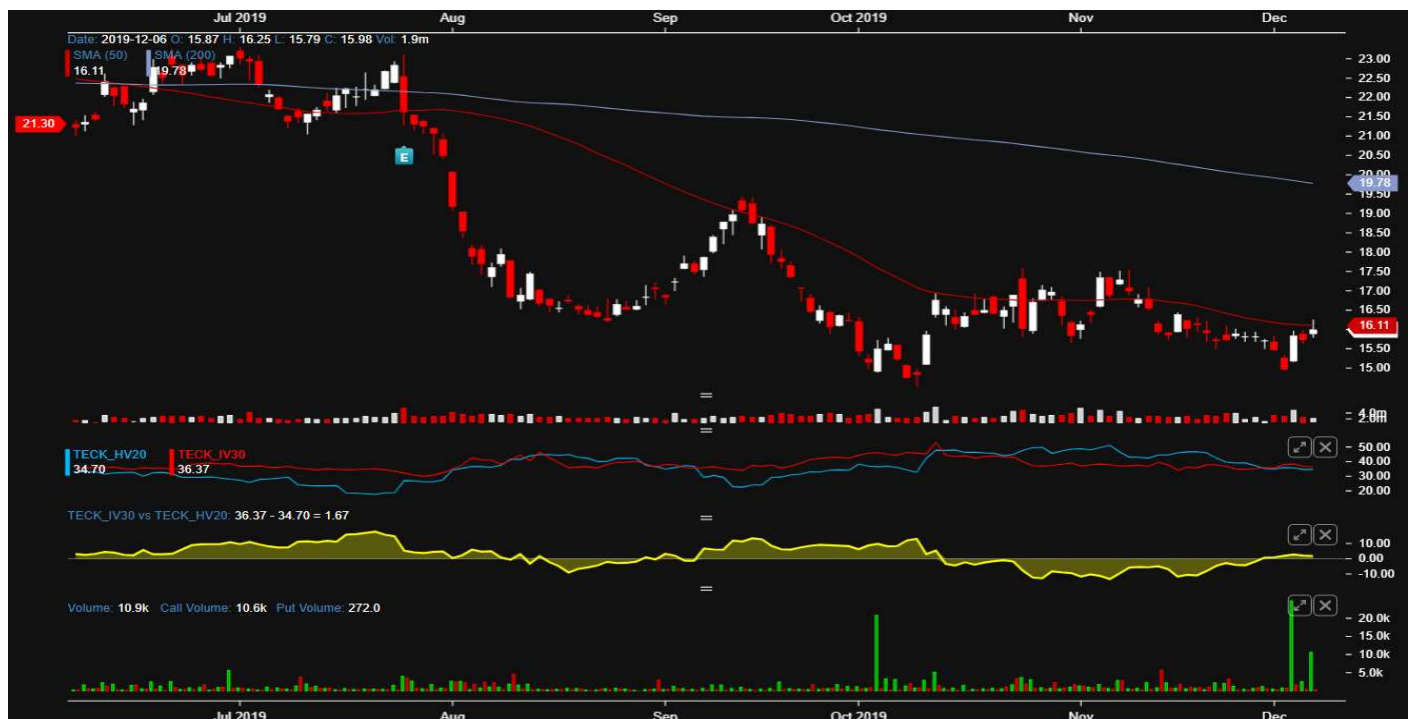 Jul 2019 Aug Sep Oct 2019 Nov Dec
Date: 2019-12-06 O: 15.87 H: 16.25 L: 15.79 C: 15.98 Vol: 1.9m
SMA (50) SMA (200)
16.11 19.78
23.00
22.50
22.00
21.50
21.30
21.00
20.50
E
20.00
19.78
19.50
19.00
18.50
18.00
17.50
17.00
16.50
16.11
15.50
15.00
4.0m
2.0m
TECK_HV20 TECK_IV30
34.70 36.37
50.00
40.00
30.00
20.00
TECK_IV30 vs TECK_HV20: 36.37 - 34.70 = 1.67
10.00
0.00
-10.00
Volume: 10.9k Call Volume: 10.6k Put Volume: 272.0
20.0k
15.0k
10.0k
5.0k
Jul 2019 Aug Sep Oct 2019 Nov Dec